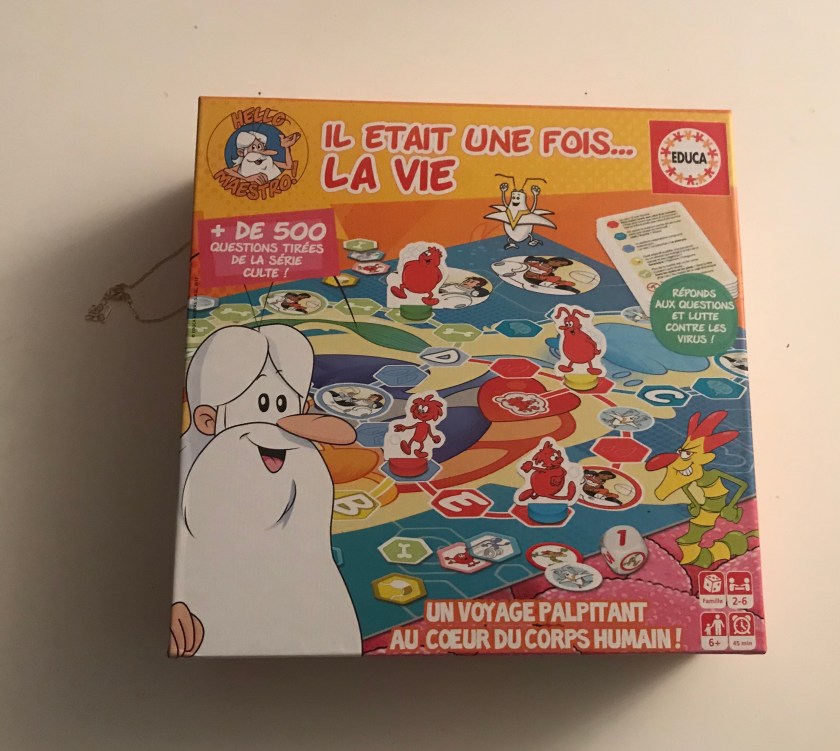 HELLO
MAESTRO!
IL ETAIT UNE FOIS...
LA VIE
EDUCA
+ DE 500
QUESTIONS TIRÉES
DE LA SÉRIE
CULTE !
RÉPONDS
AUX QUESTIONS
ET LUTTE
CONTRE LES
VIRUS !
D
C
B
E
I
1
UN VOYAGE PALPITANT
AU CŒUR DU CORPS HUMAIN !
Famille
2-6
6+
45 min